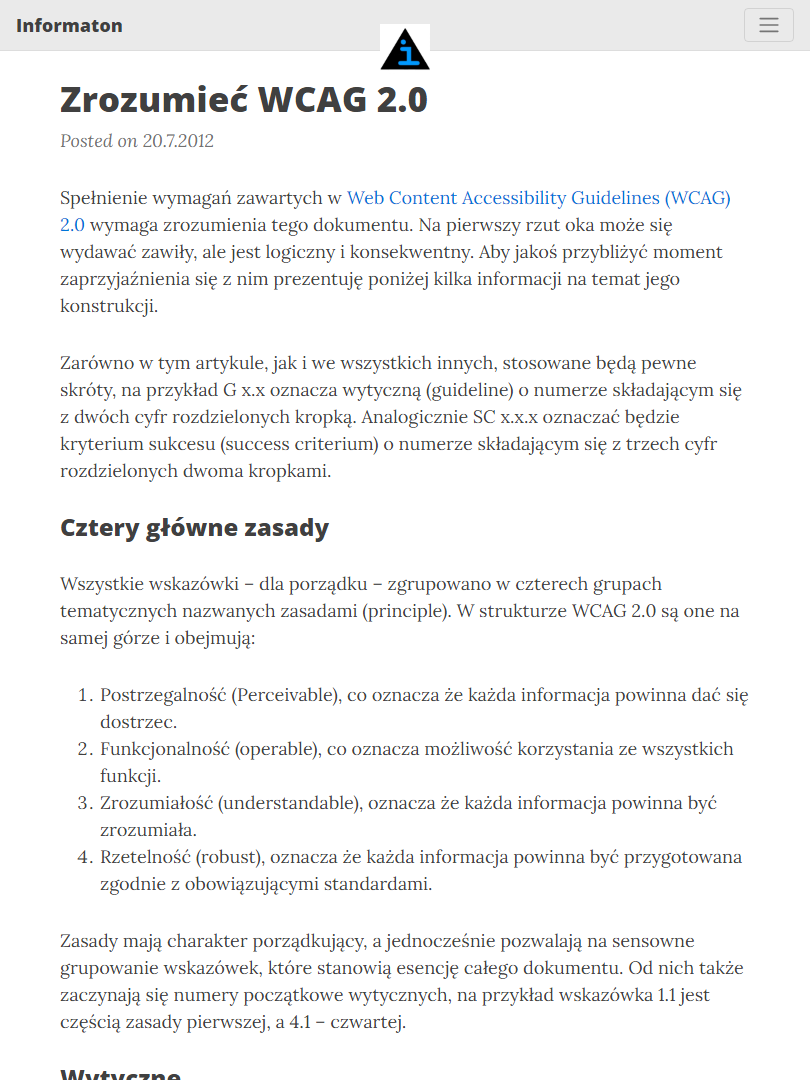 Informaton
i
Zrozumieć WCAG 2.0
Posted on 20.7.2012
Spełnienie wymagań zawartych w Web Content Accessibility Guidelines (WCAG)
2.0 wymaga zrozumienia tego dokumentu. Na pierwszy rzut oka może się
wydawać zawiły, ale jest logiczny i konsekwentny. Aby jakoś przybliżyć moment
zaprzyjaźnienia się z nim prezentuję poniżej kilka informacji na temat jego
konstrukcji.
Zarówno w tym artykule, jak i we wszystkich innych, stosowane będą pewne
skróty, na przykład G x.x oznacza wytyczną (guideline) o numerze składającym się
z dwóch cyfr rozdzielonych kropką. Analogicznie SC x.x.x oznaczać będzie
kryterium sukcesu (success criterium) o numerze składającym się z trzech cyfr
rozdzielonych dwoma kropkami.
Cztery główne zasady
Wszystkie wskazówki – dla porządku – zgrupowano w czterech grupach
tematycznych nazwanych zasadami (principle). W strukturze WCAG 2.0 są one na
samej górze i obejmują:
1. Postrzegalność (Perceivable), co oznacza że każda informacja powinna dać się
dostrzec.
2. Funkcjonalność (operable), co oznacza możliwość korzystania ze wszystkich
funkcji.
3. Zrozumiałość (understandable), oznacza że każda informacja powinna być
zrozumiała.
4. Rzetelność (robust), oznacza że każda informacja powinna być przygotowana
zgodnie z obowiązującymi standardami.
Zasady mają charakter porządkujący, a jednocześnie pozwalają na sensowne
grupowanie wskazówek, które stanowią esencję całego dokumentu. Od nich także
zaczynają się numery początkowe wytycznych, na przykład wskazówka 1.1 jest
częścią zasady pierwszej, a 4.1 – czwartej.
Wytyczne